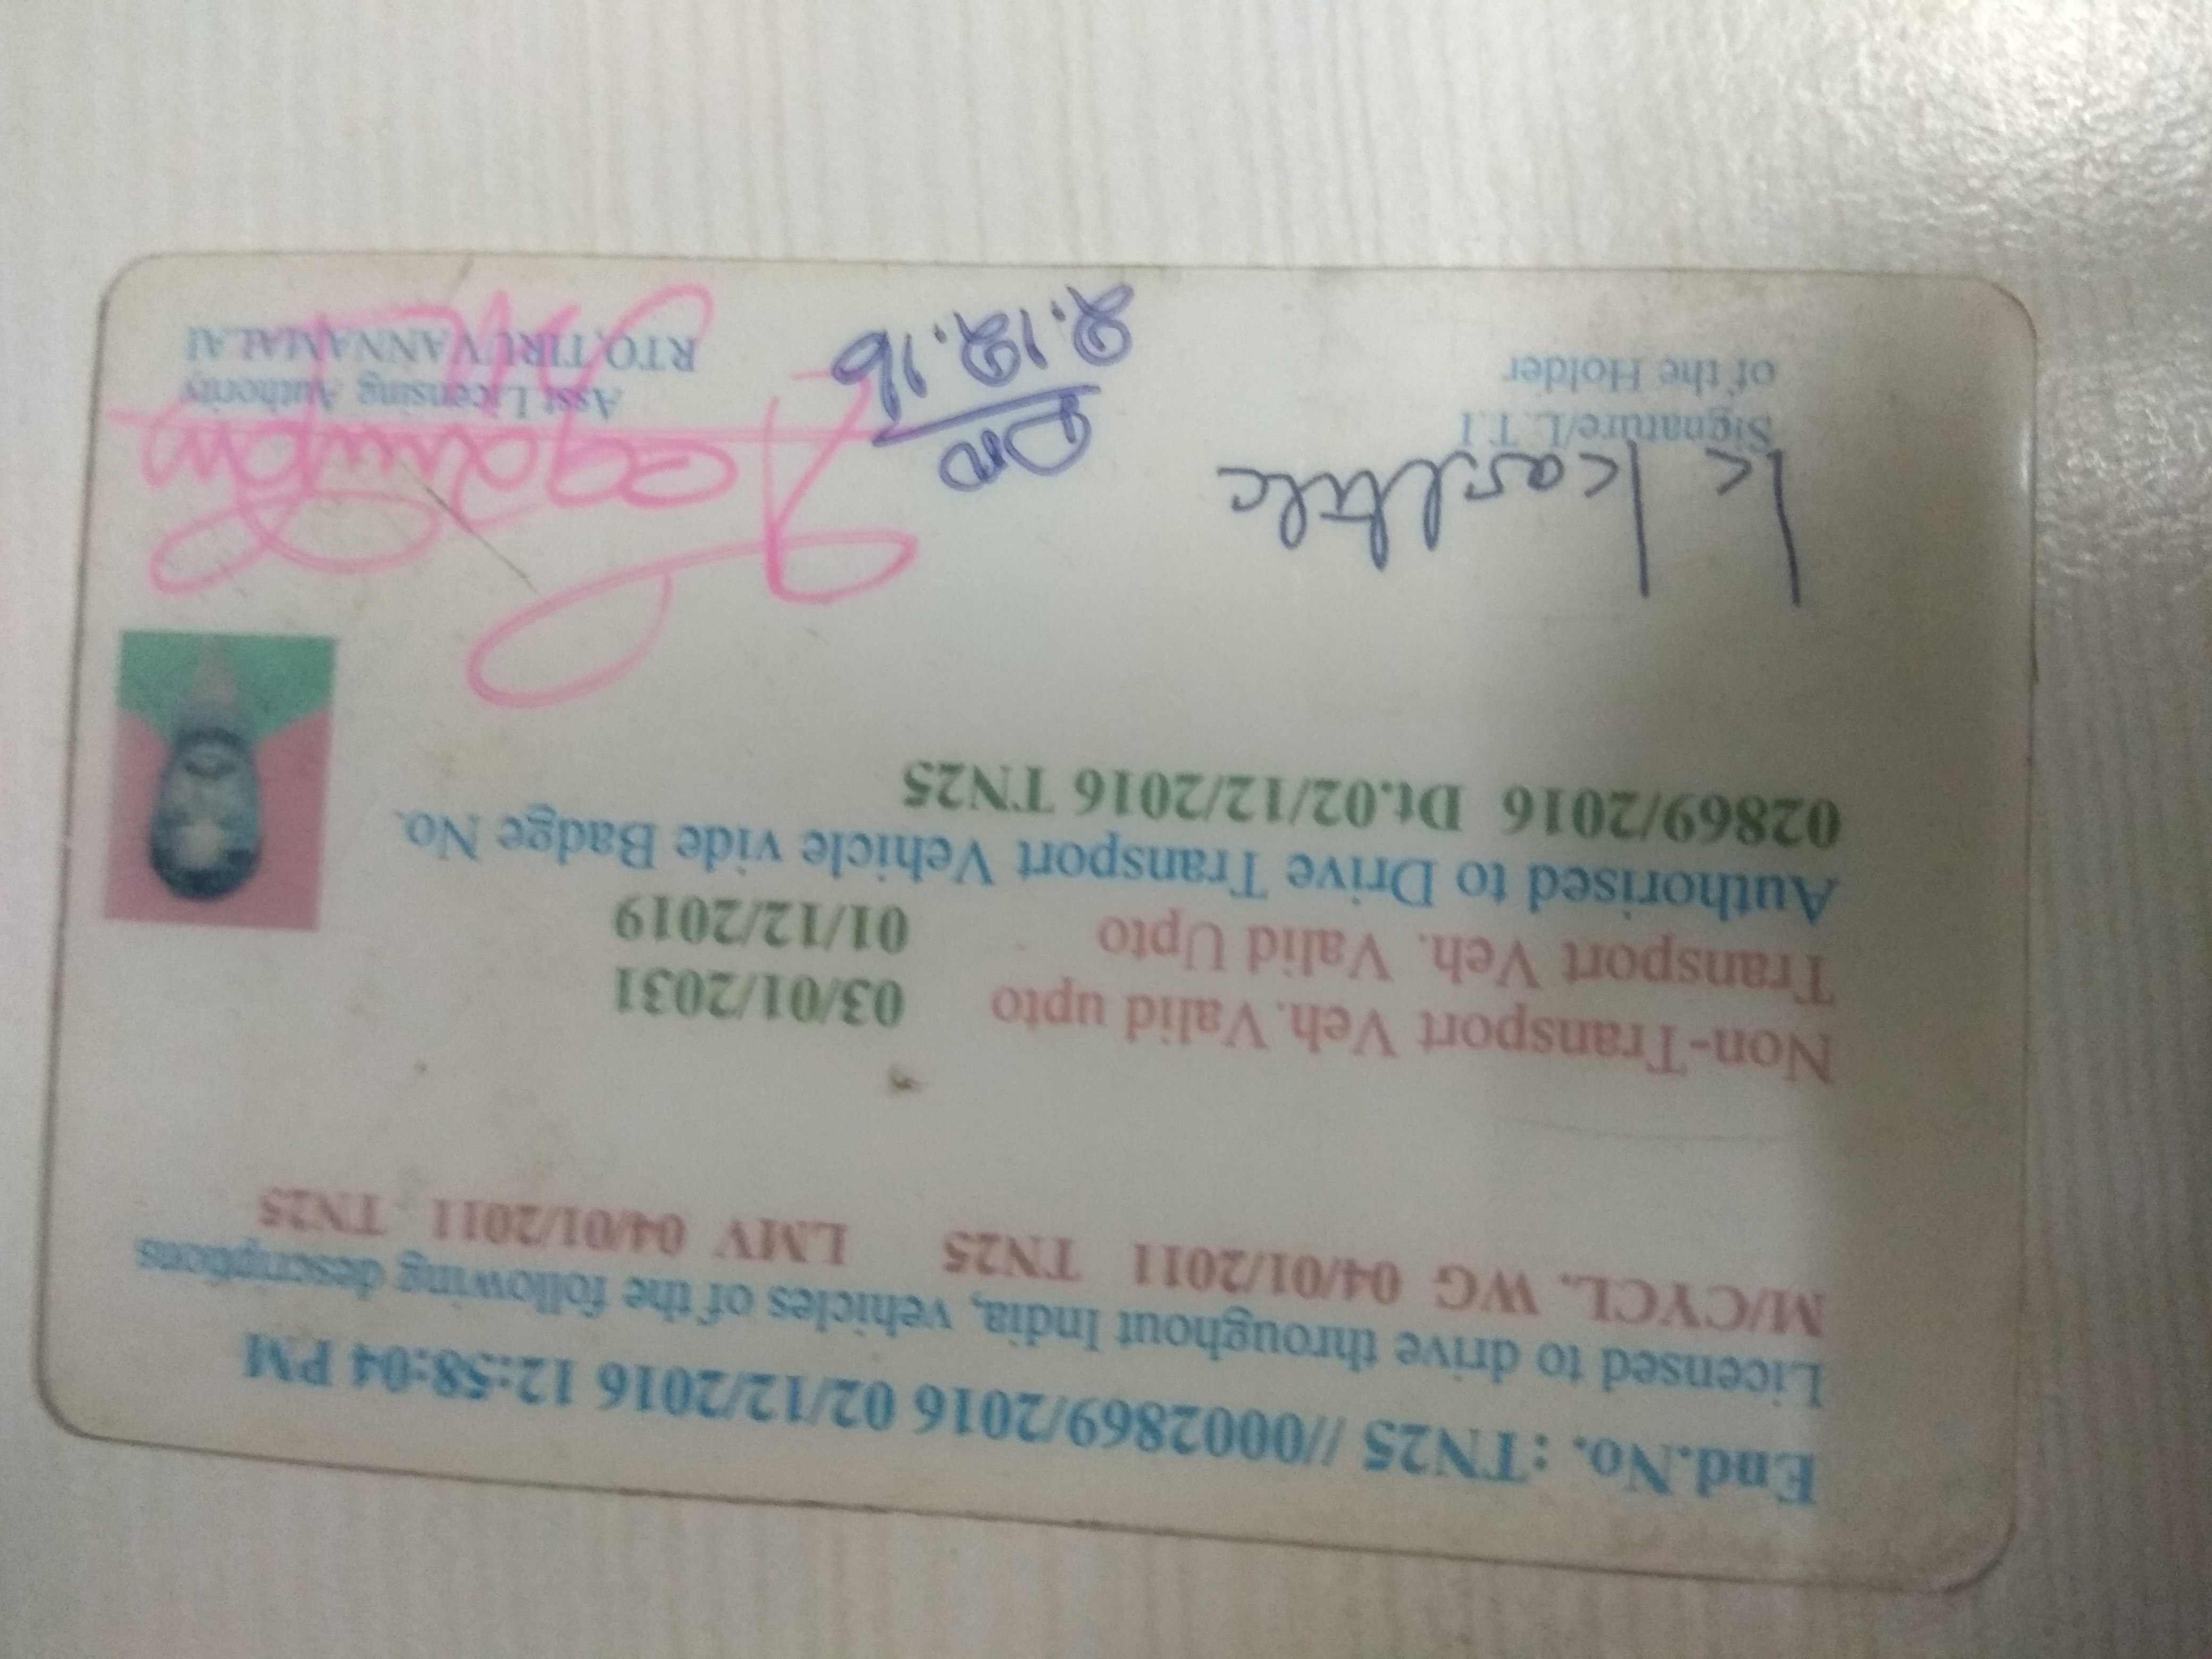 End.No. :TN25 //0002869/2016 02/12/2016 12:58:04 PM
Licensed to drive throughout India, vehicles of the following descriptions
M/CYCL. WG 04/01/2011 TN25 LMV 04/01/2011 TN25
Non-Transport Veh.Valid upto 03/01/2031
Transport Veh. Valid Upto 01/12/2019
Authorised to Drive Transport Vehicle vide Badge No.
02869/2016 Dt.02/12/2016 TN25
Signature/L.T.I
of the Holder
2.12.16
Asst Licensing Authority
RTO,TIRUVANNAMALAI